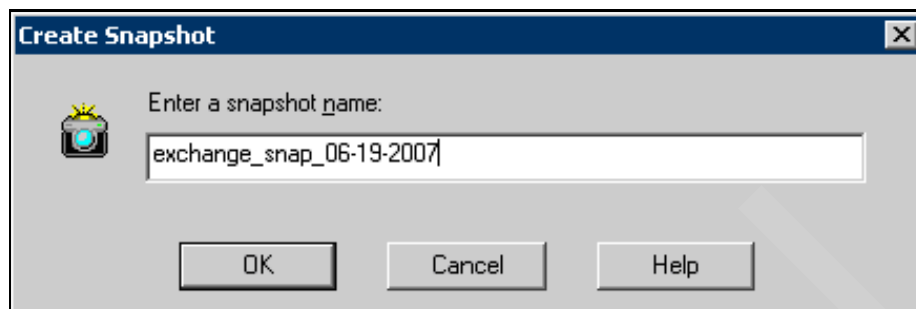 Create Snapshot
Enter a snapshot name:
exchange_snap_06-19-2007
OK Cancel Help